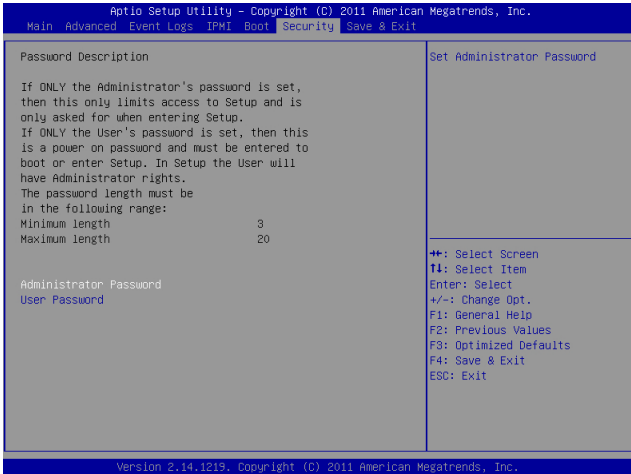 Aptio Setup Utility – Copyright (C) 2011 American Megatrends, Inc.
Main Advanced Event Logs IPMI Boot Security Save & Exit
Password Description
If ONLY the Administrator's password is set,
then this only limits access to Setup and is
only asked for when entering Setup.
If ONLY the User's password is set, then this
is a power on password and must be entered to
boot or enter Setup. In Setup the User will
have Administrator rights.
The password length must be
in the following range:
Minimum length 3
Maximum length 20
Administrator Password
User Password
Set Administrator Password
→←: Select Screen
↑↓: Select Item
Enter: Select
+/-: Change Opt.
F1: General Help
F2: Previous Values
F3: Optimized Defaults
F4: Save & Exit
ESC: Exit
Version 2.14.1219. Copyright (C) 2011 American Megatrends, Inc.